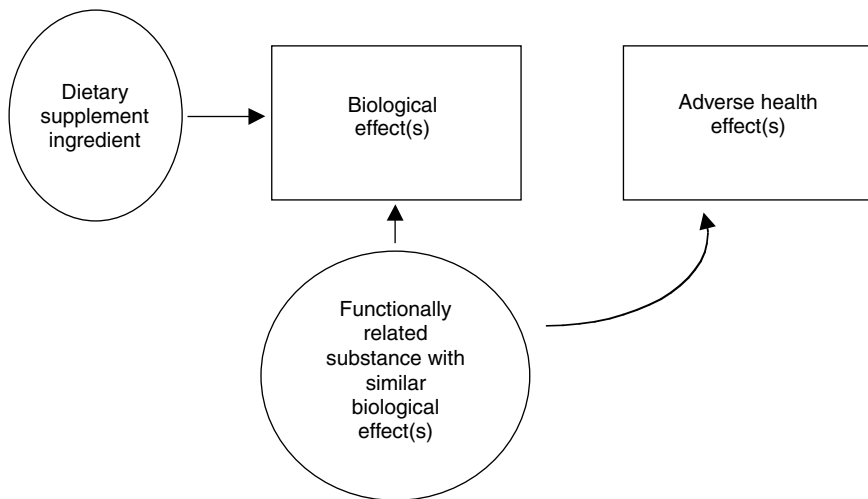 Dietary
supplement
ingredient
Biological
effect(s)
Adverse health
effect(s)
Functionally
related
substance with
similar
biological
effect(s)